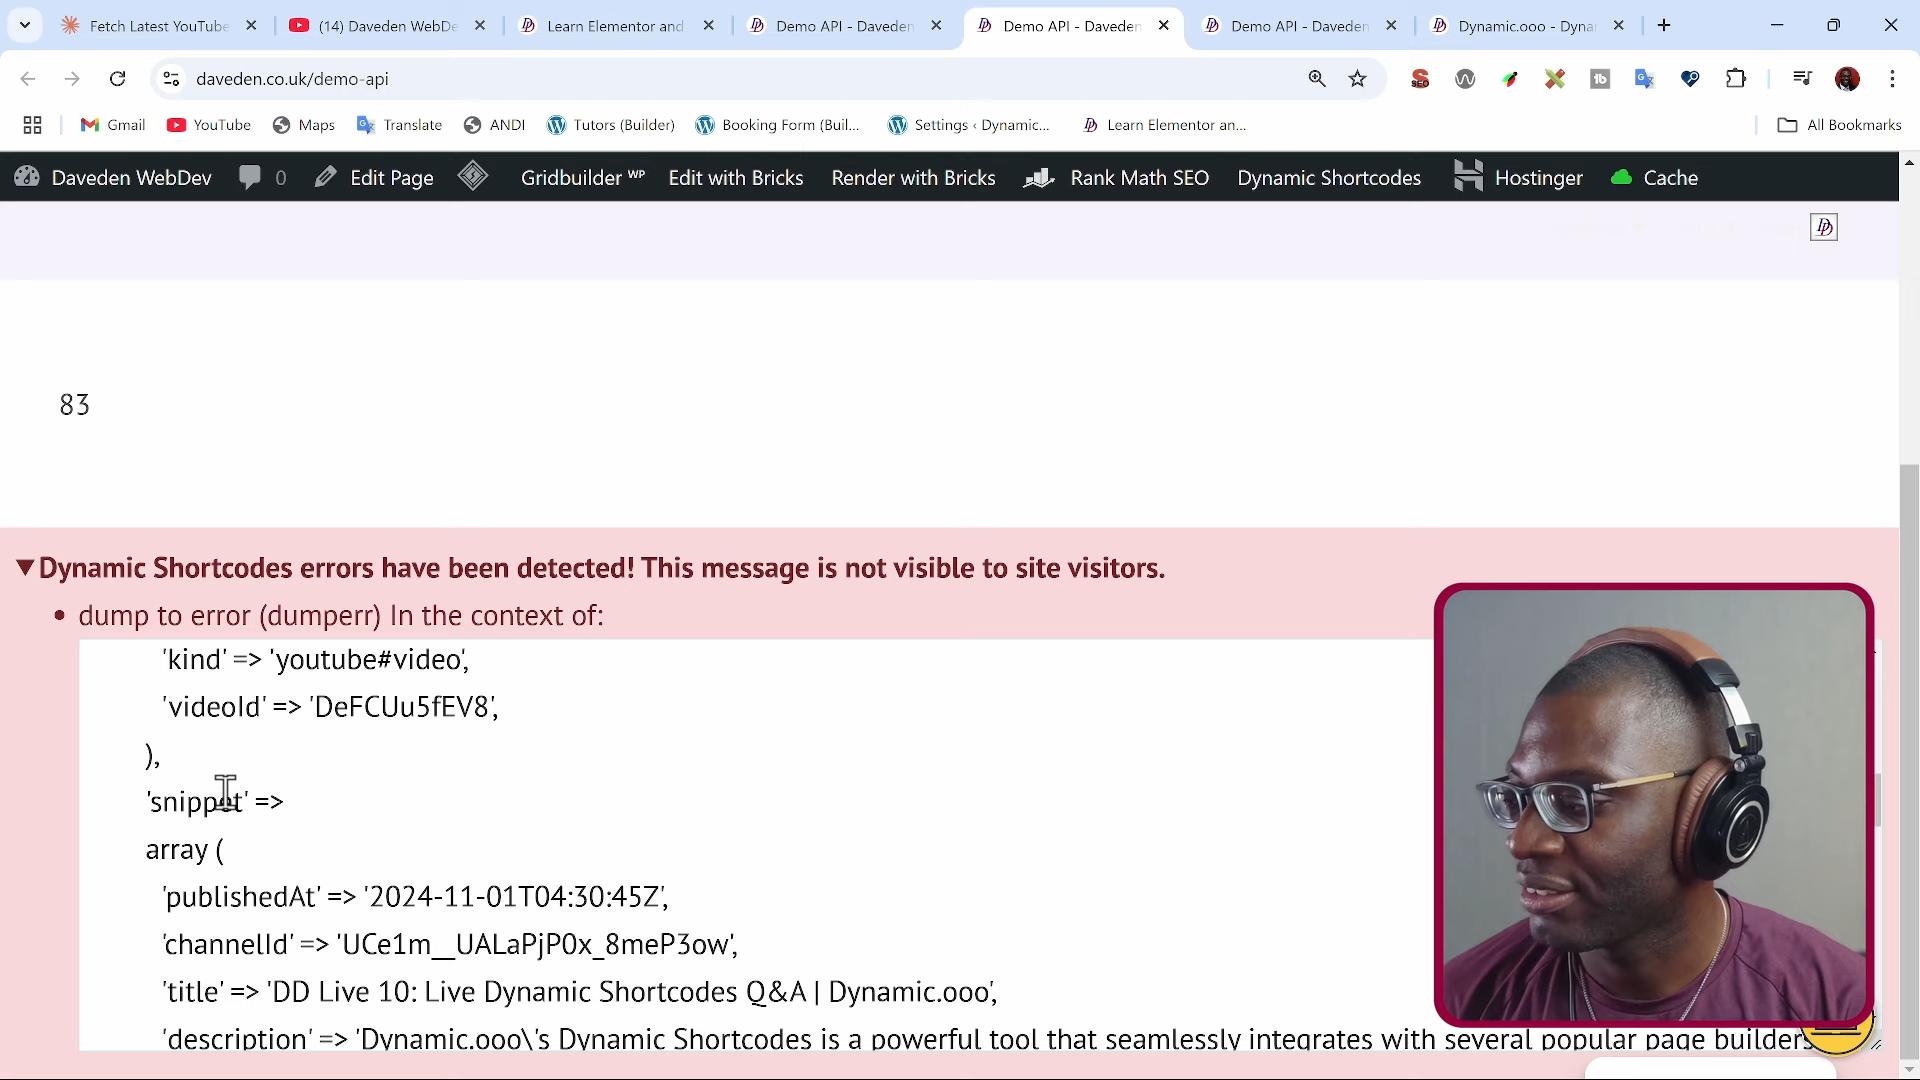 Fetch Latest YouTube
(14) Daveden WebDe
Learn Elementor and
Demo API - Daveden
Demo API - Daveden
Demo API - Daveden
Dynamic.ooo - Dyna
daveden.co.uk/demo-api
Gmail
YouTube
Maps
Translate
ANDI
Tutors (Builder)
Booking Form (Buil...
Settings ‹ Dynamic...
Learn Elementor an...
All Bookmarks
Daveden WebDev
0
Edit Page
Gridbuilder WP
Edit with Bricks
Render with Bricks
Rank Math SEO
Dynamic Shortcodes
Hostinger
Cache
83
▼Dynamic Shortcodes errors have been detected! This message is not visible to site visitors.
• dump to error (dumperr) In the context of:
'kind' => 'youtube#video',
'videoId' => 'DeFCUu5fEV8',
),
'snippet' =>
array (
'publishedAt' => '2024-11-01T04:30:45Z',
'channelId' => 'UCe1m__UALaPjP0x_8meP3ow',
'title' => 'DD Live 10: Live Dynamic Shortcodes Q&A | Dynamic.ooo',
'description' => 'Dynamic.ooo\'s Dynamic Shortcodes is a powerful tool that seamlessly integrates with several popular page builders